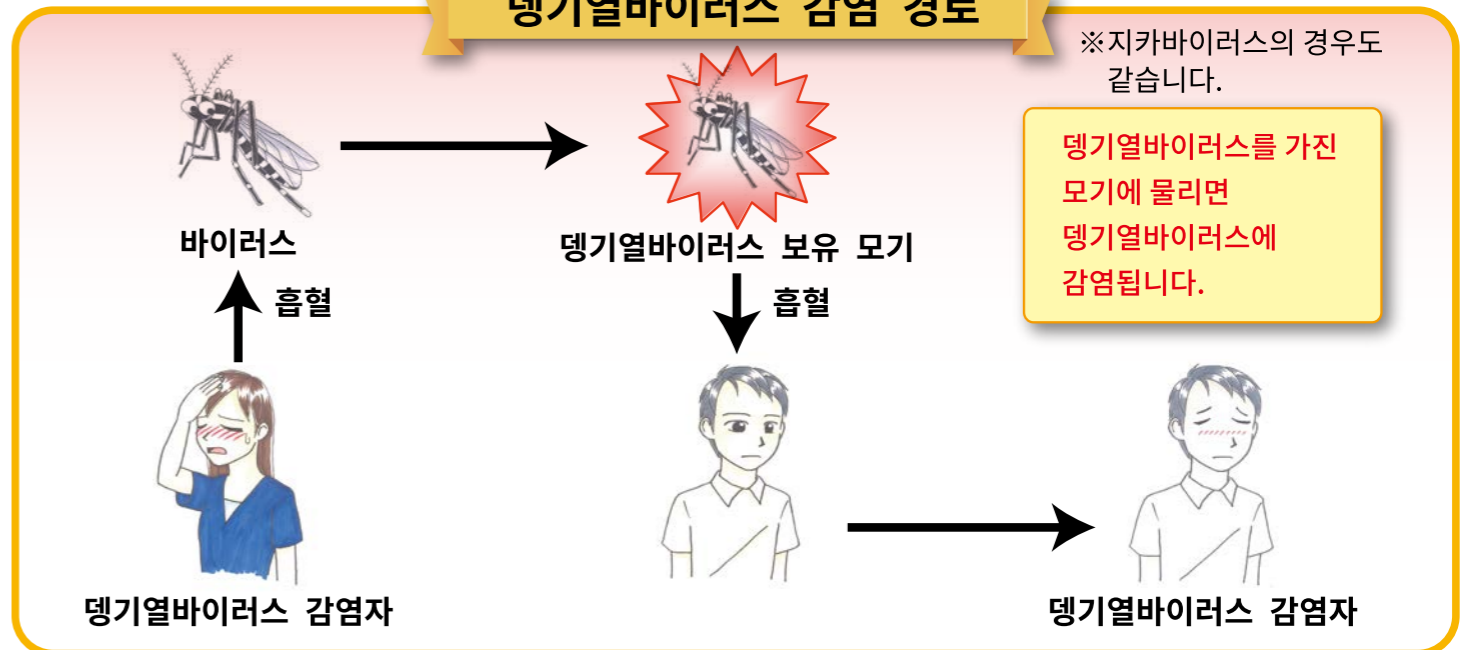 뎅기열바이러스 감염 경로
※지카바이러스의 경우도
같습니다.
뎅기열바이러스를 가진
모기에 물리면
뎅기열바이러스에
감염됩니다.
바이러스
뎅기열바이러스 보유 모기
흡혈
흡혈
뎅기열바이러스 감염자
뎅기열바이러스 감염자